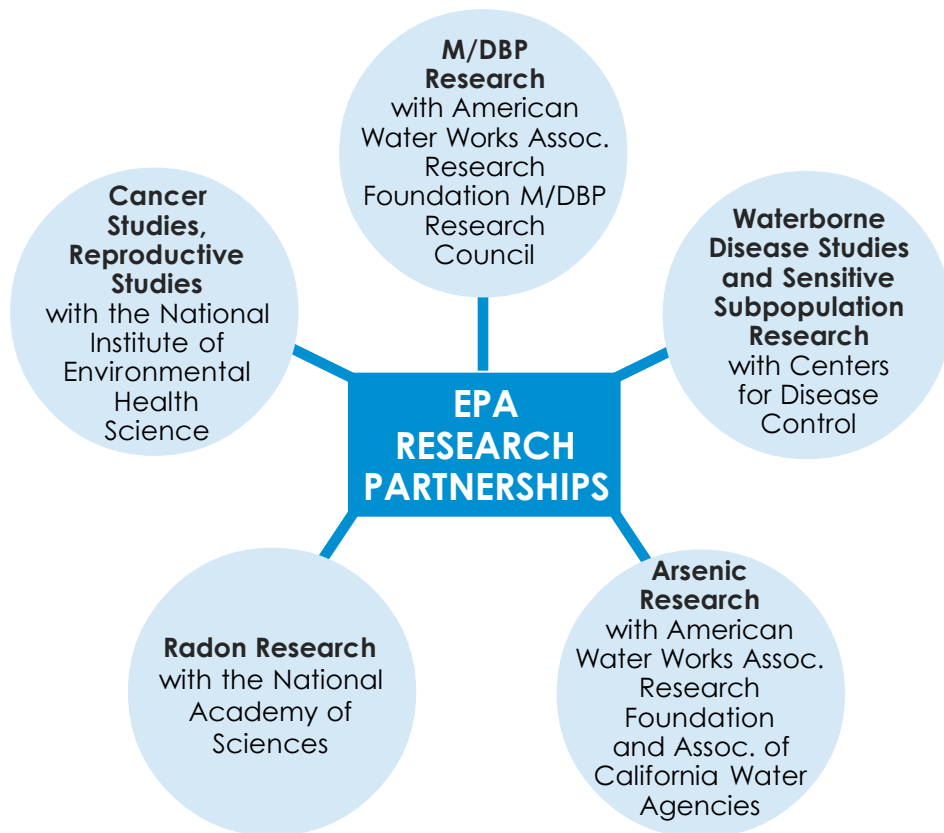 M/DBP
Research
with American
Water Works Assoc.
Research
Foundation M/DBP
Research
Council
Cancer
Studies,
Reproductive
Studies
with the National
Institute of
Environmental
Health
Science
Waterborne
Disease Studies
and Sensitive
Subpopulation
Research
with Centers
for Disease
Control
EPA
RESEARCH
PARTNERSHIPS
Radon Research
with the National
Academy of
Sciences
Arsenic
Research
with American
Water Works Assoc.
Research
Foundation
and Assoc. of
California Water
Agencies